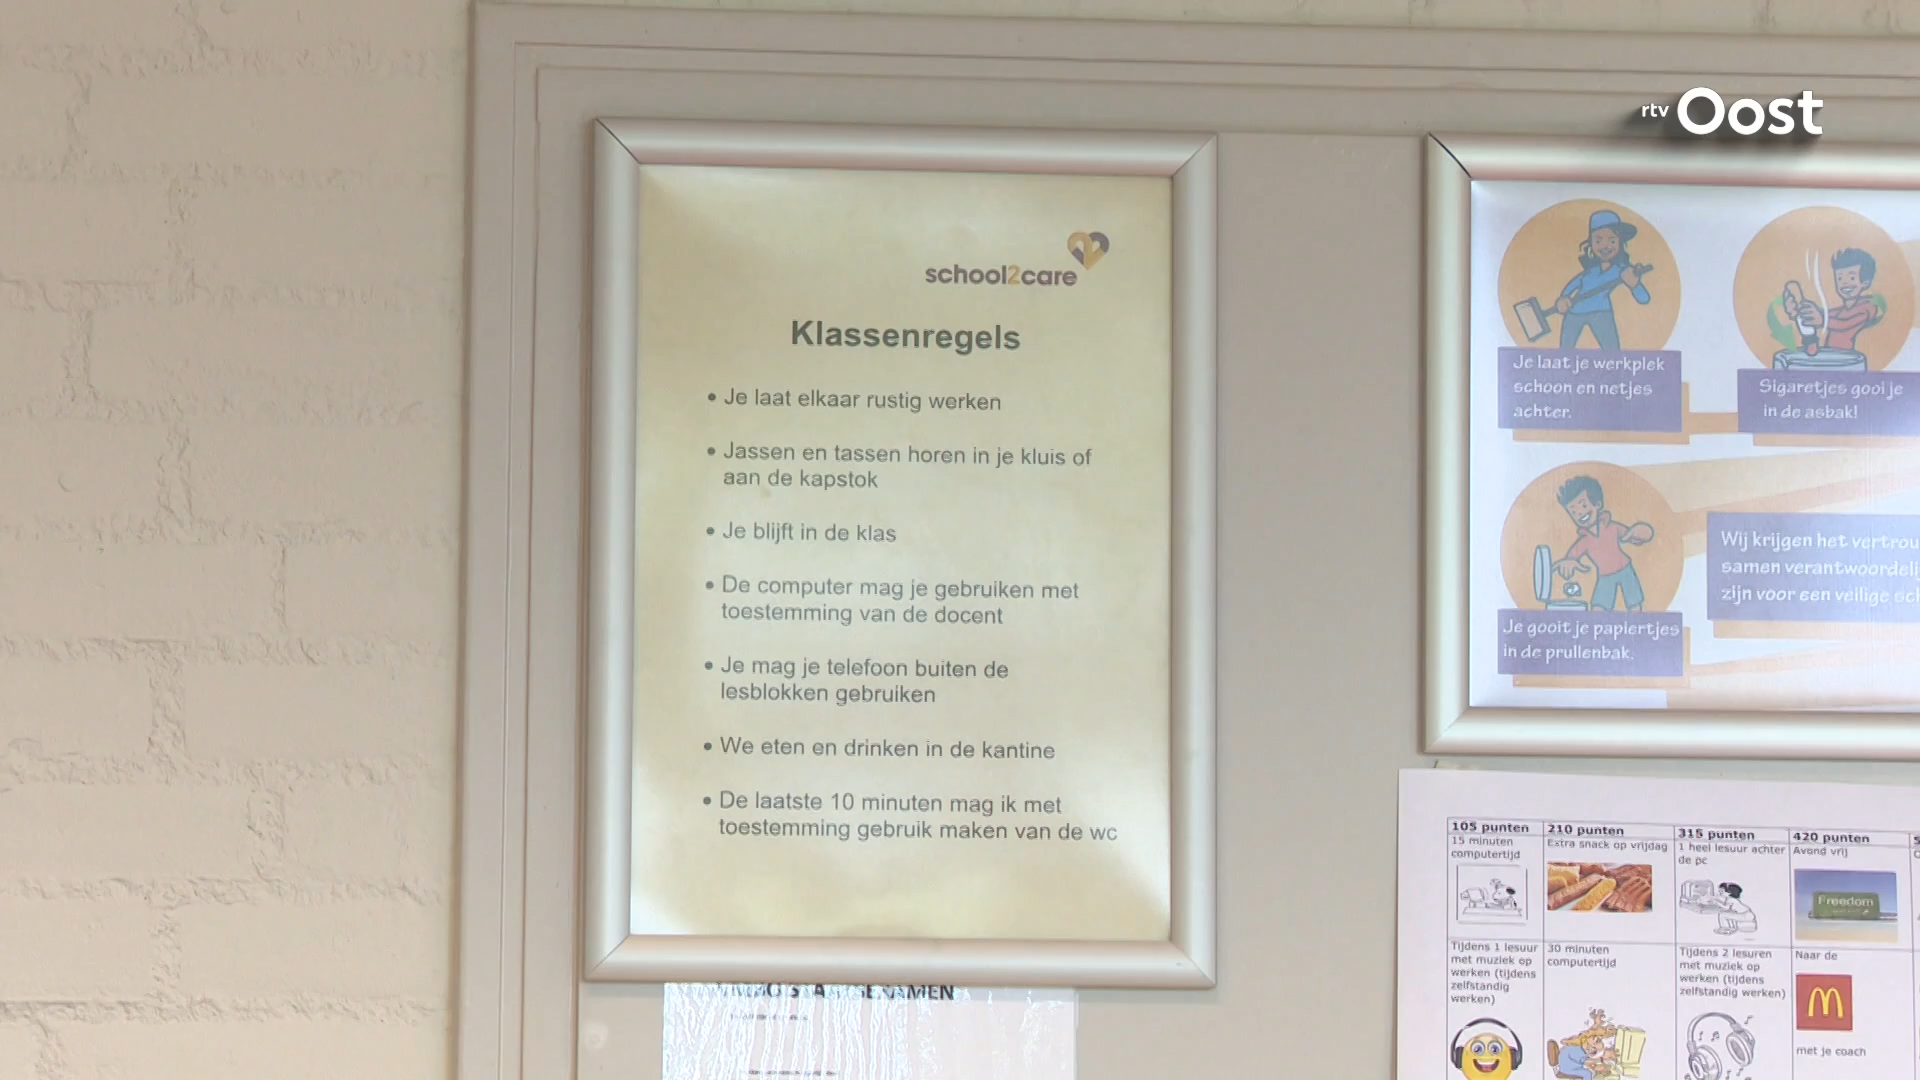 rtv Oost
school2care
Klassenregels
• Je laat elkaar rustig werken
• Jassen en tassen horen in je kluis of
aan de kapstok
• Je blijft in de klas
• De computer mag je gebruiken met
toestemming van de docent
• Je mag je telefoon buiten de
lesblokken gebruiken
• We eten en drinken in de kantine
• De laatste 10 minuten mag ik met
toestemming gebruik maken van de wc
Je laat je werkplek
schoon en netjes
achter.
Sigaretjes gooi je
in de asbak!
Je gooit je papiertjes
in de prullenbak.
Wij krijgen het
samen
zijn voor een veilige
105 punten
15 minuten
computertijd
210 punten
Extra snack op vrijdag
315 punten
1 heel lesuur achter
de pc
420 punten
Avond vrij
Freedom
Tijdens 1 lesuur
met muziek op
werken (tijdens
zelfstandig
werken)
30 minuten
computertijd
Tijdens 2 lesuren
met muziek op
werken (tijdens
zelfstandig werken)
Naar de
M
met je coach